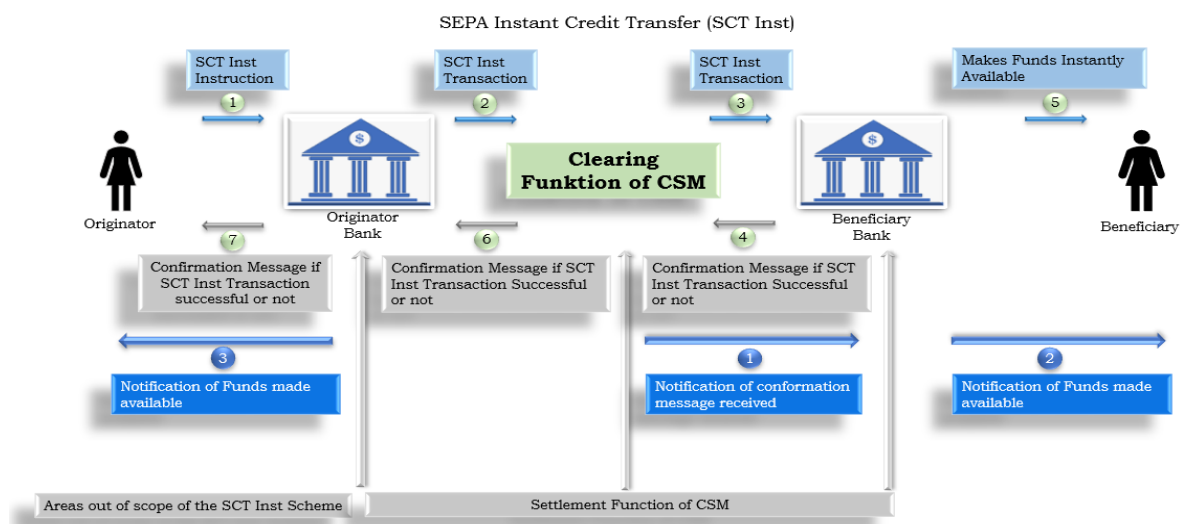 SEPA Instant Credit Transfer (SCT Inst)
SCT Inst
Instruction
1
SCT Inst
Transaction
2
SCT Inst
Transaction
3
Makes Funds Instantly
Available
5
$
$
Clearing
Funktion of CSM
Originator
Originator
Bank
Beneficiary
Bank
Beneficiary
7
Confirmation Message if
SCT Inst Transaction
successful or not
6
Confirmation Message if SCT
Inst Transaction Successful
or not
4
Confirmation Message if SCT
Inst Transaction Successful
or not
3
Notification of Funds made
available
1
Notification of conformation
message received
2
Notification of Funds made
available
Areas out of scope of the SCT Inst Scheme
Settlement Function of CSM